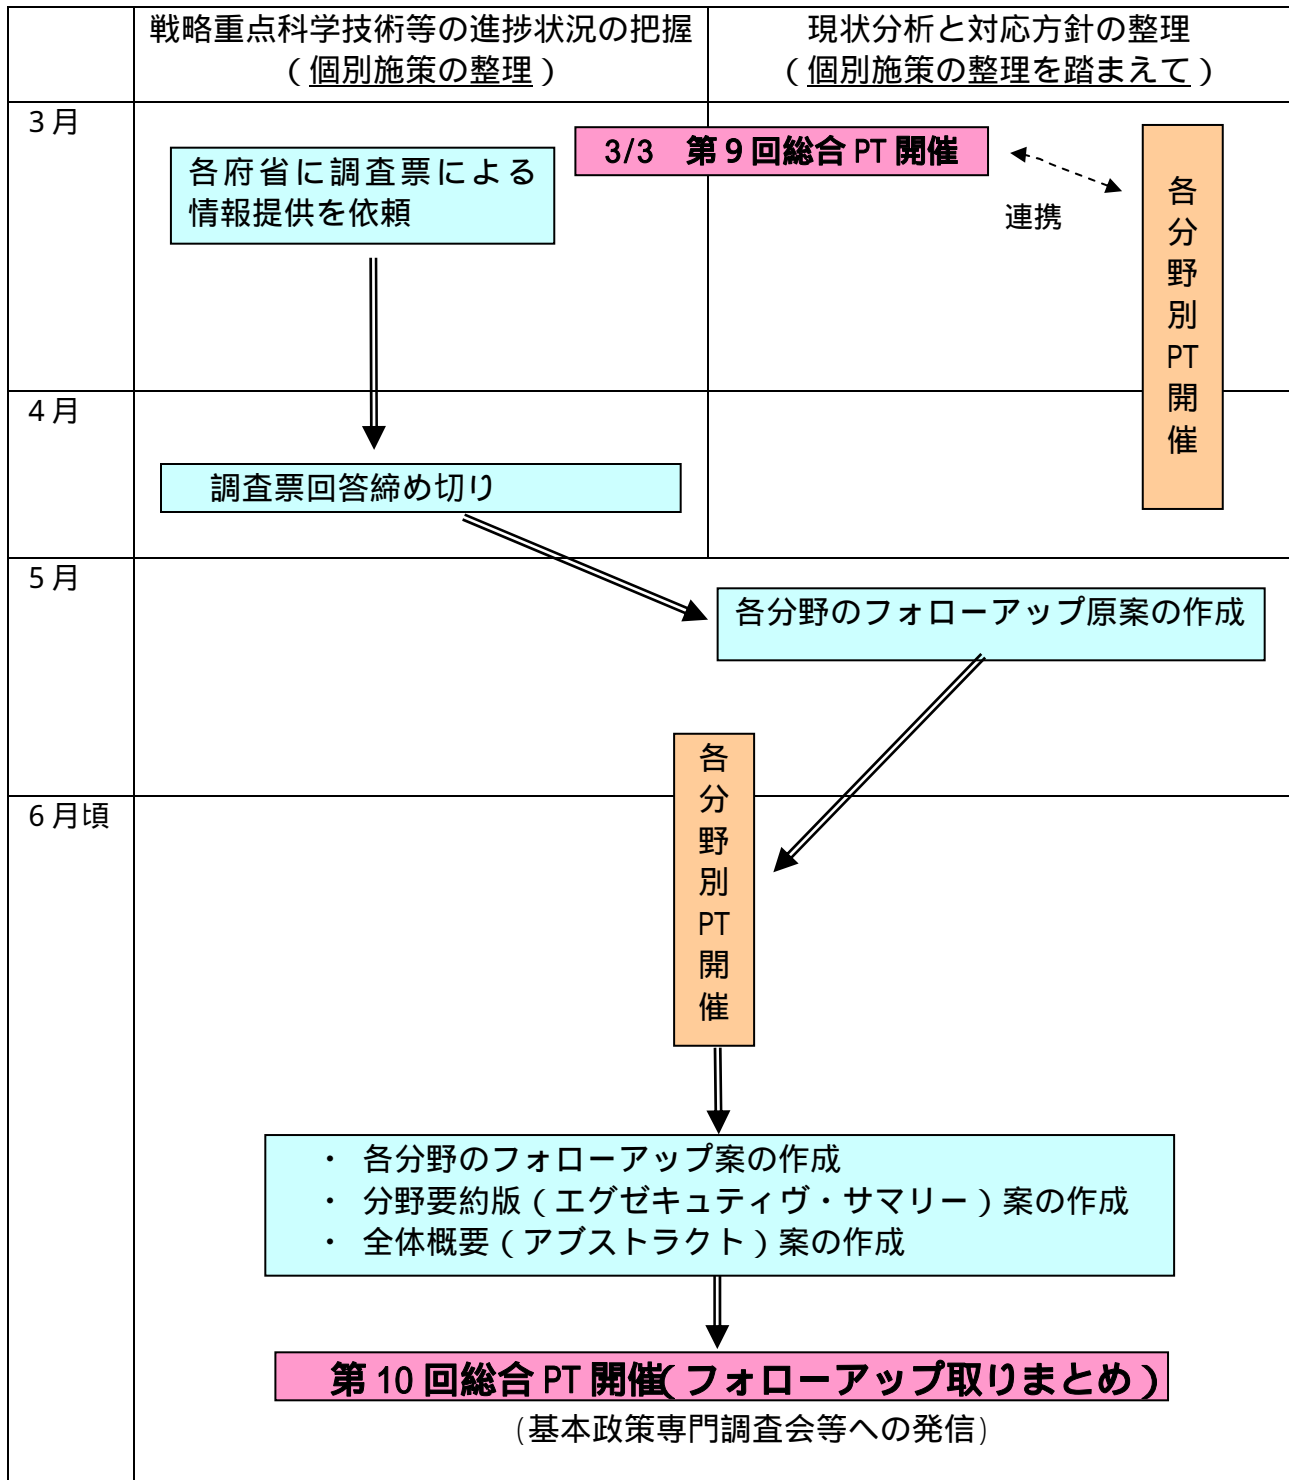 戦略重点科学技術等の進捗状況の把握
（個別施策の整理）
現状分析と対応方針の整理
（個別施策の整理を踏まえて）
3月
3/3　第9回総合PT開催
各府省に調査票による
情報提供を依頼
連携
各分野別PT開催
4月
調査票回答締め切り
5月
各分野のフォローアップ原案の作成
各分野別PT開催
6月頃
・ 各分野のフォローアップ案の作成
・ 分野要約版（エグゼキュティヴ・サマリー）案の作成
・ 全体概要（アブストラクト）案の作成
第10回総合PT開催（フォローアップ取りまとめ）
(基本政策専門調査会等への発信)